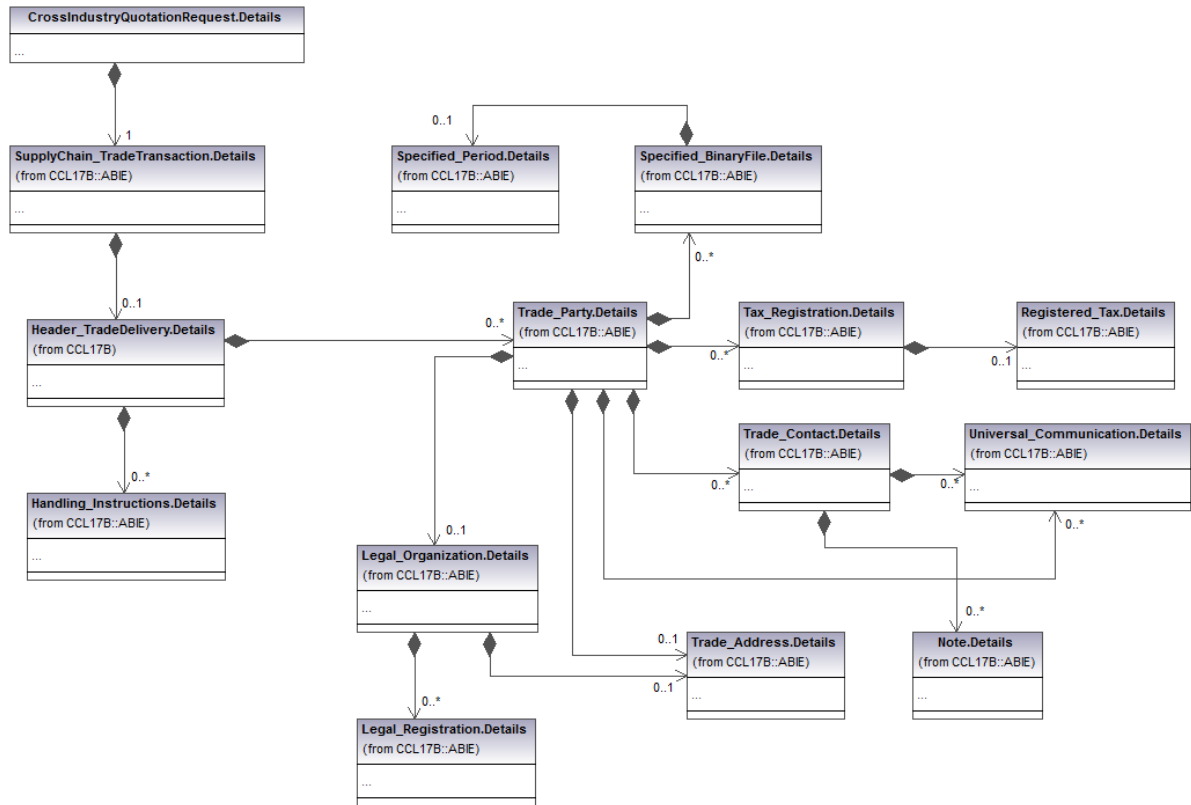 CrossIndustryQuotationRequest.Details
...
1
SupplyChain_TradeTransaction.Details
(from CCL17B::ABIE)
...
0..1
Specified_Period.Details
(from CCL17B::ABIE)
...
Specified_BinaryFile.Details
(from CCL17B::ABIE)
...
0..*
0..1
Header_TradeDelivery.Details
(from CCL17B)
...
0..*
Trade_Party.Details
(from CCL17B::ABIE)
...
0..*
Tax_Registration.Details
(from CCL17B::ABIE)
...
0..1
Registered_Tax.Details
(from CCL17B::ABIE)
...
0..*
Trade_Contact.Details
(from CCL17B::ABIE)
...
0..*
Universal_Communication.Details
(from CCL17B::ABIE)
...
0..*
0..*
Handling_Instructions.Details
(from CCL17B::ABIE)
...
0..1
Legal_Organization.Details
(from CCL17B::ABIE)
...
0..1
0..1
Trade_Address.Details
(from CCL17B::ABIE)
...
0..*
Note.Details
(from CCL17B::ABIE)
...
0..*
Legal_Registration.Details
(from CCL17B::ABIE)
...